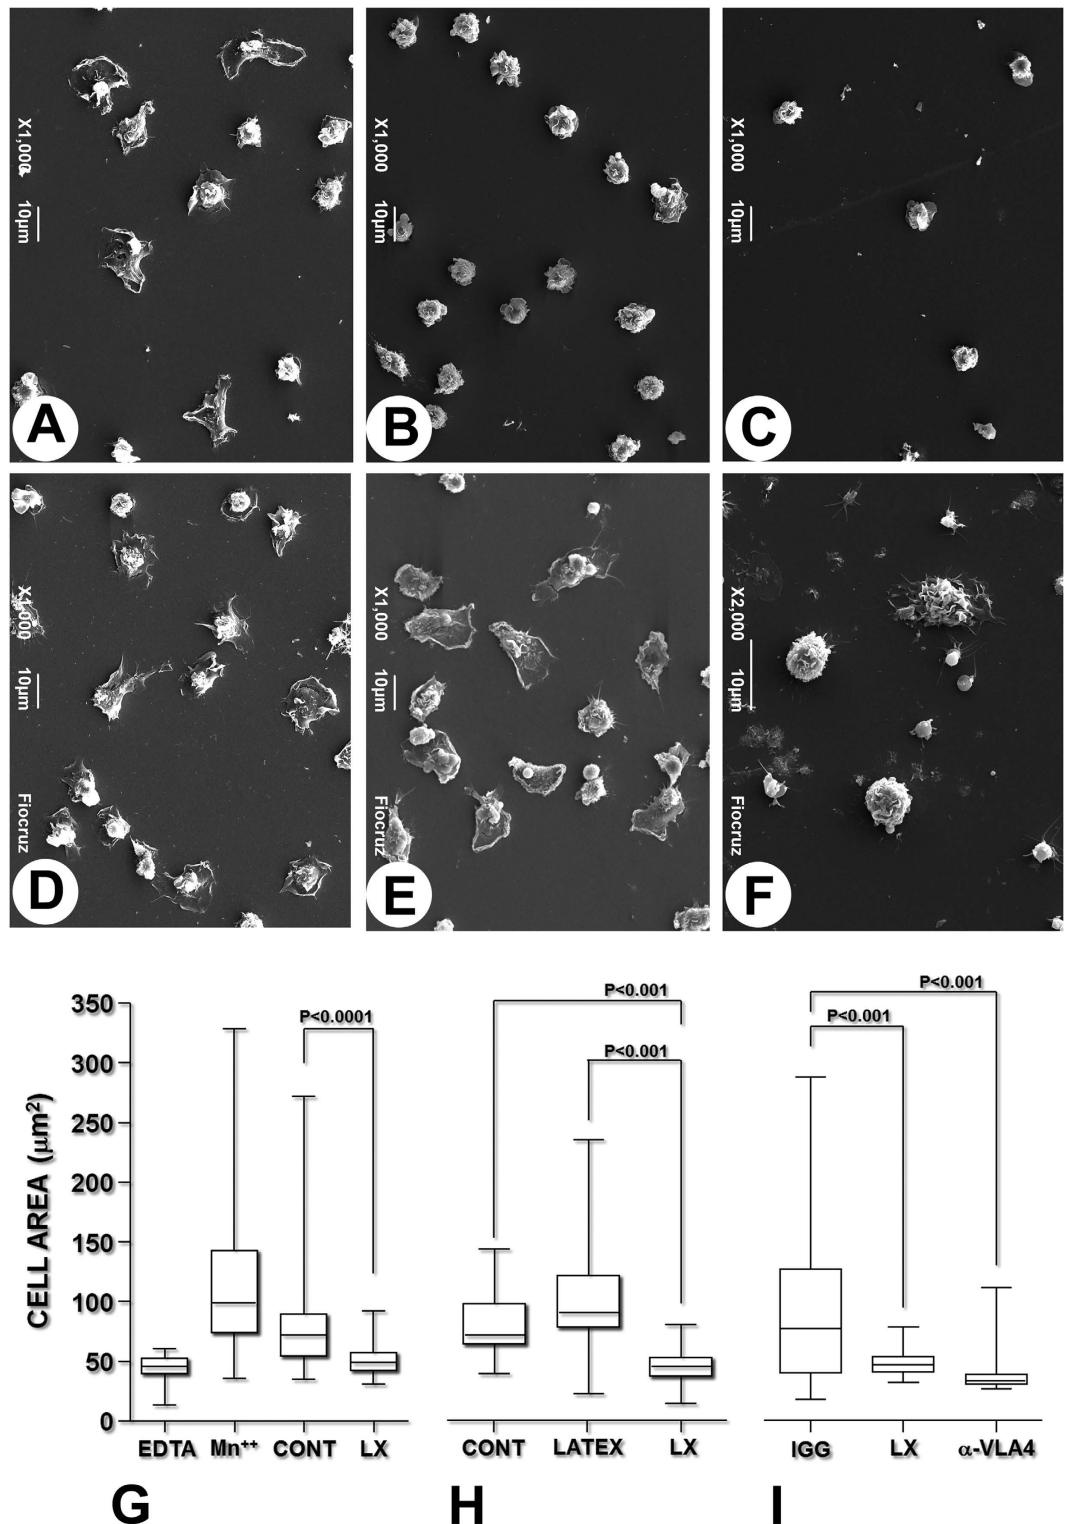 X1,000
10µm
A
X1,000
10µm
B
X1,000
10µm
C
X1,000
10µm
Fiocruz
D
X1,000
10µm
Fiocruz
E
X2,000
10µm
Fiocruz
F
CELL AREA (µm²)
350
300
250
200
150
100
50
0
P<0.0001
EDTA Mn⁺⁺ CONT LX
G
P<0.001
P<0.001
CONT LATEX LX
H
P<0.001
P<0.001
IGG LX α-VLA4
I